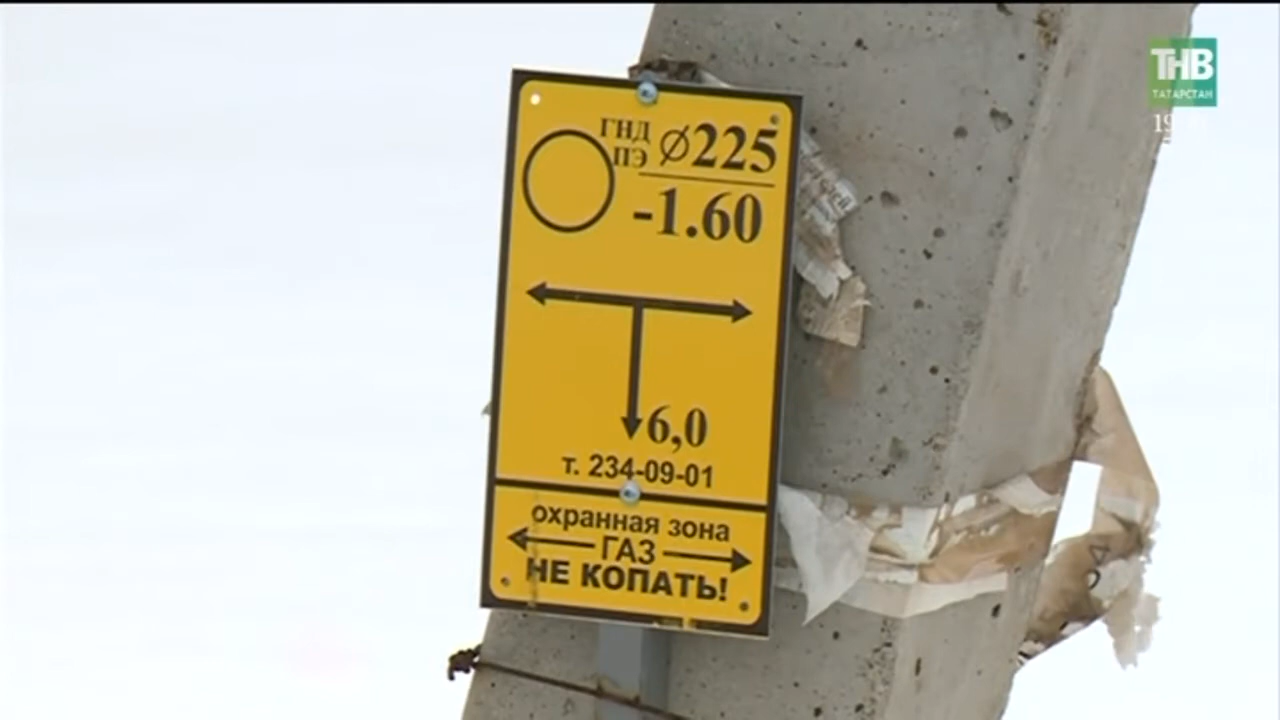 ГНД
ПЭ ⌀225
-1.60
6,0
т. 234-09-01
охранная зона
ГАЗ
НЕ КОПАТЬ!
ТНВ
ТАТАРСТАН